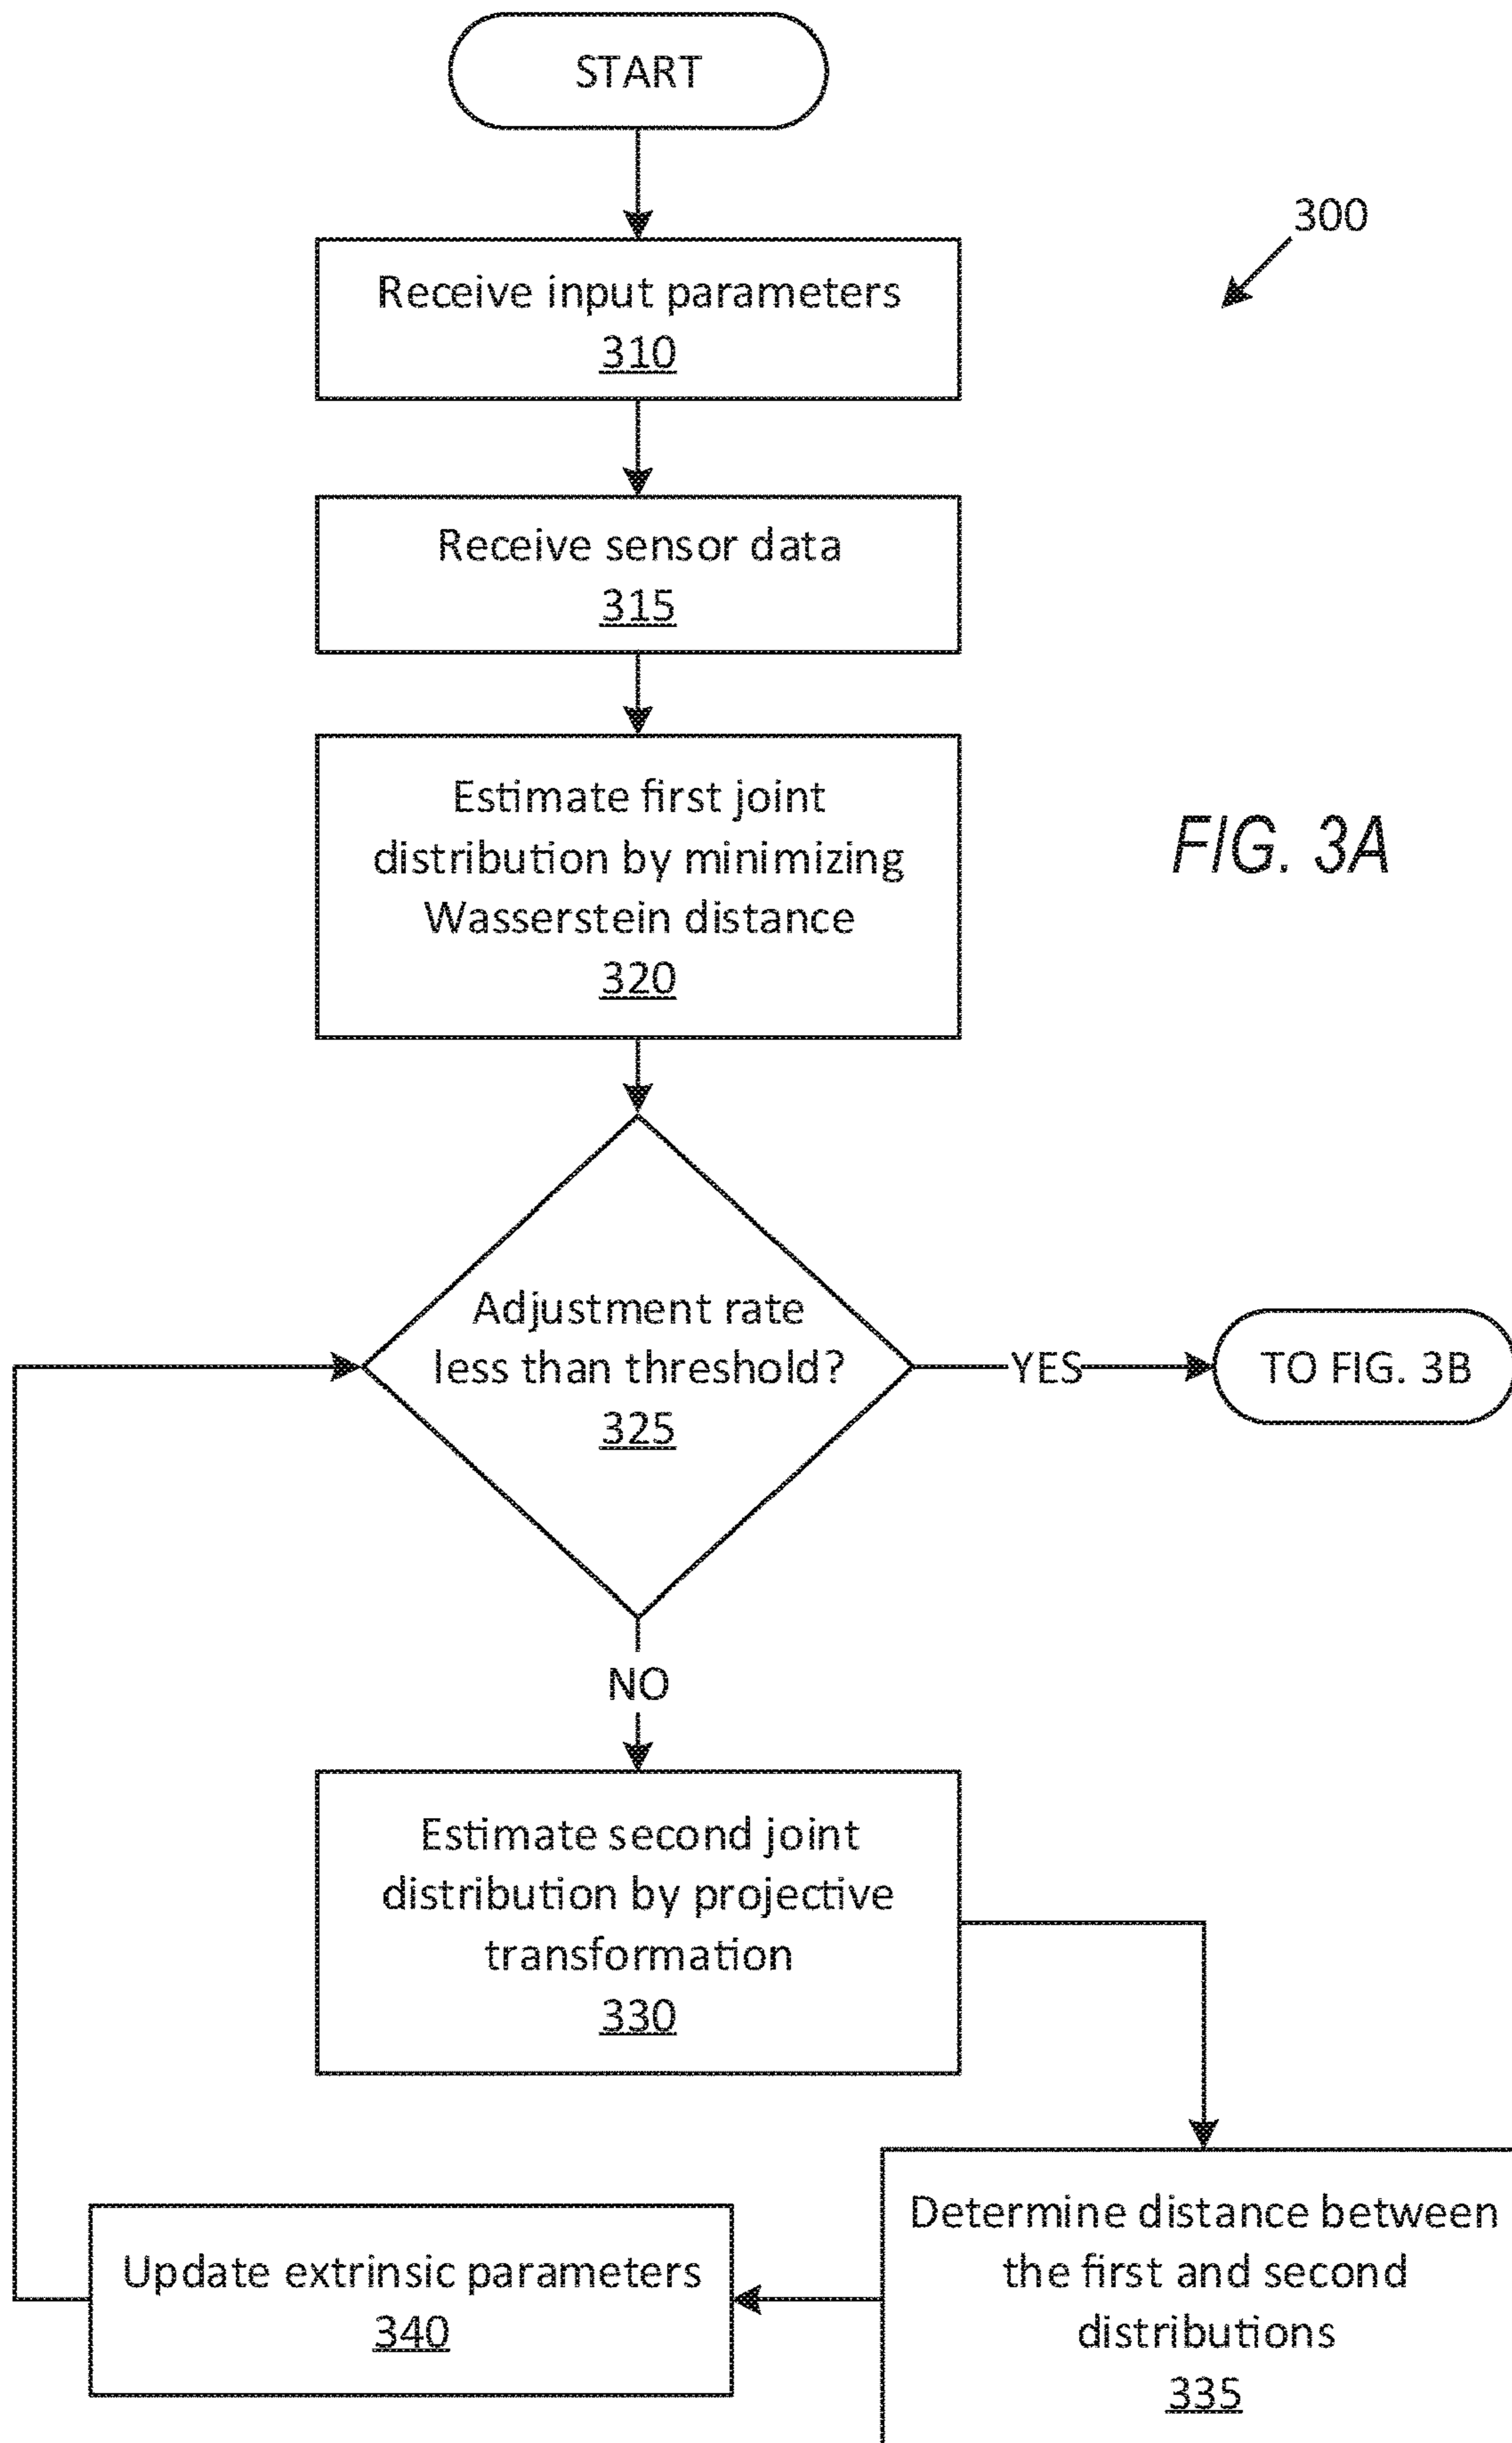 START
300
Receive input parameters
310
Receive sensor data
315
Estimate first joint
distribution by minimizing
Wasserstein distance
320
FIG. 3A
Adjustment rate
less than threshold?
325
YES
TO FIG. 3B
NO
Estimate second joint
distribution by projective
transformation
330
Determine distance between
the first and second
distributions
335
Update extrinsic parameters
340